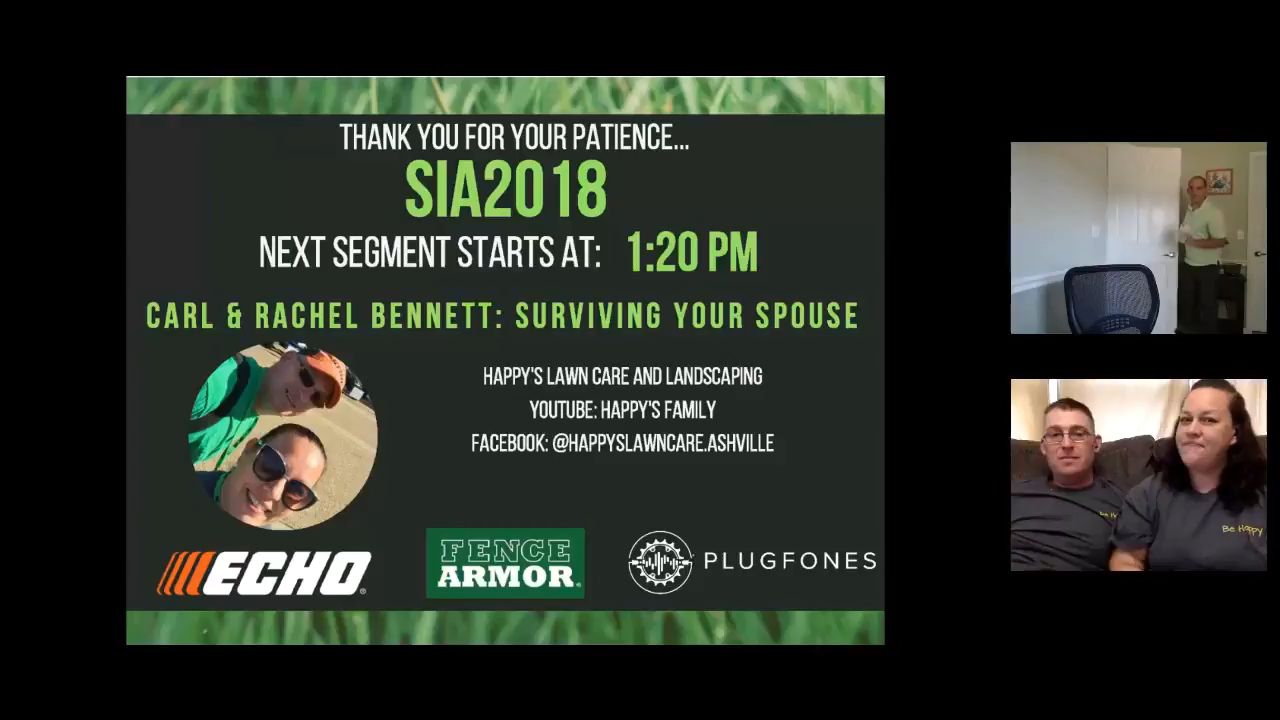 THANK YOU FOR YOUR PATIENCE...
SIA2018
NEXT SEGMENT STARTS AT: 1:20 PM
CARL & RACHEL BENNETT: SURVIVING YOUR SPOUSE
HAPPY'S LAWN CARE AND LANDSCAPING
YOUTUBE: HAPPY'S FAMILY
FACEBOOK: @HAPPYSLAWNCARE.ASHVILLE
ECHO®
FENCE
ARMOR®
PLUGFONES
Be Happy